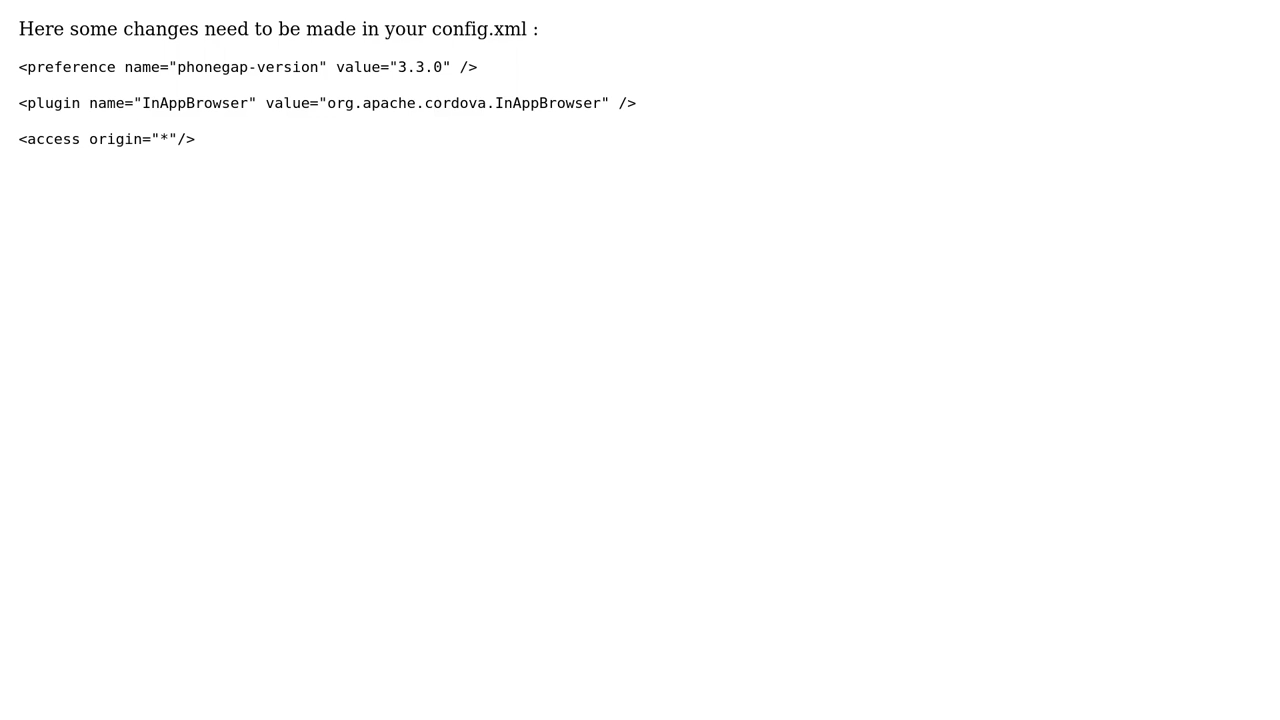 Here some changes need to be made in your config.xml :
<preference name="phonegap-version" value="3.3.0" />
<plugin name="InAppBrowser" value="org.apache.cordova.InAppBrowser" />
<access origin="*"/>